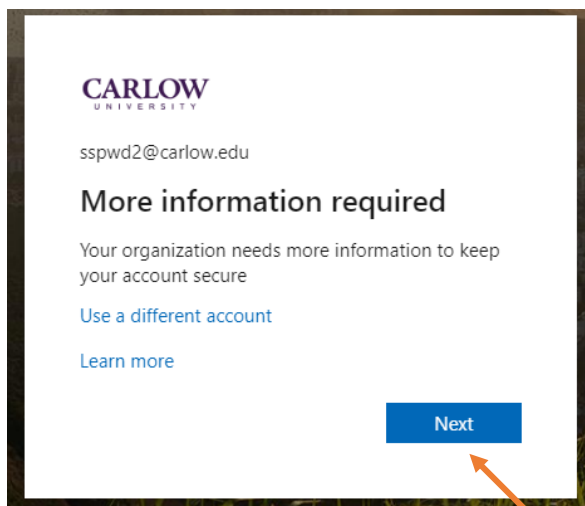 CARLOW
UNIVERSITY
sspwd2@carlow.edu
More information required
Your organization needs more information to keep
your account secure
Use a different account
Learn more
Next